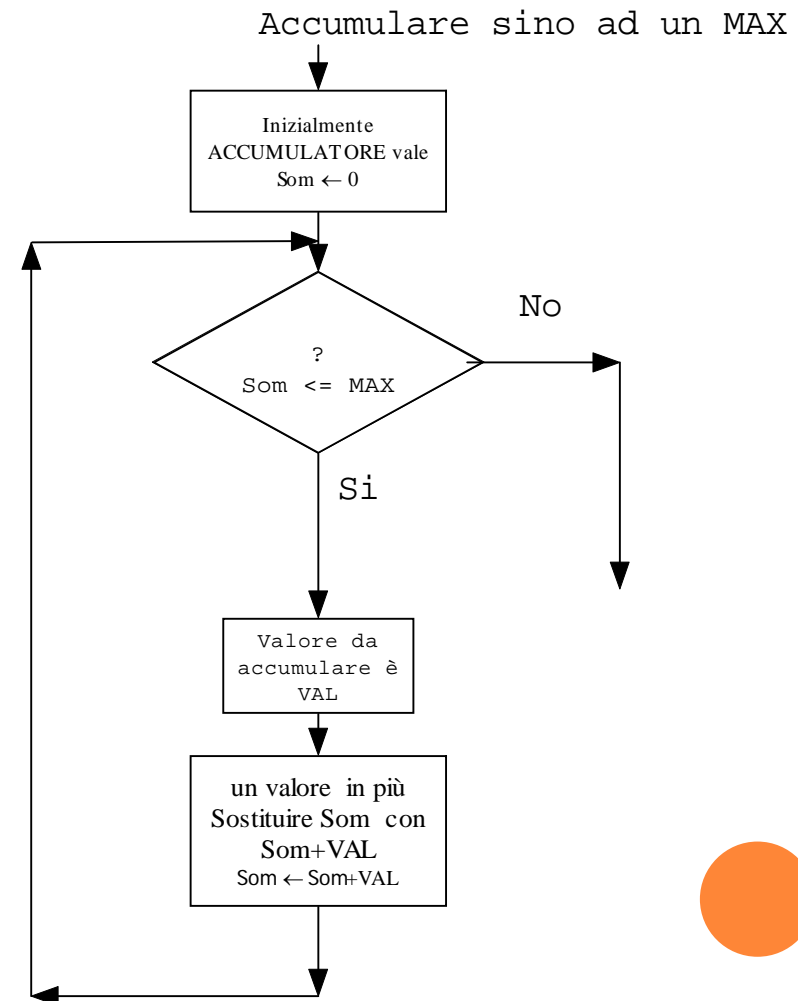 Accumulare sino ad un MAX
Inizialmente
ACCUMULATORE vale
Som ← 0
No
?
Som <= MAX
Si
Valore da
accumulare è
VAL
un valore in più
Sostituire Som con
Som+VAL
Som ← Som+VAL